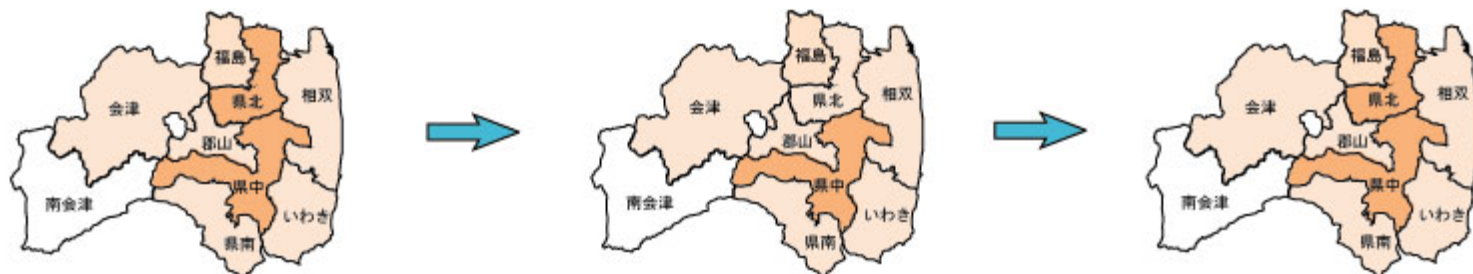 福島
県北
相双
会津
郡山
県中
南会津
いわき
県南
福島
県北
相双
会津
郡山
県中
南会津
いわき
県南
福島
県北
相双
会津
郡山
県中
南会津
いわき
県南